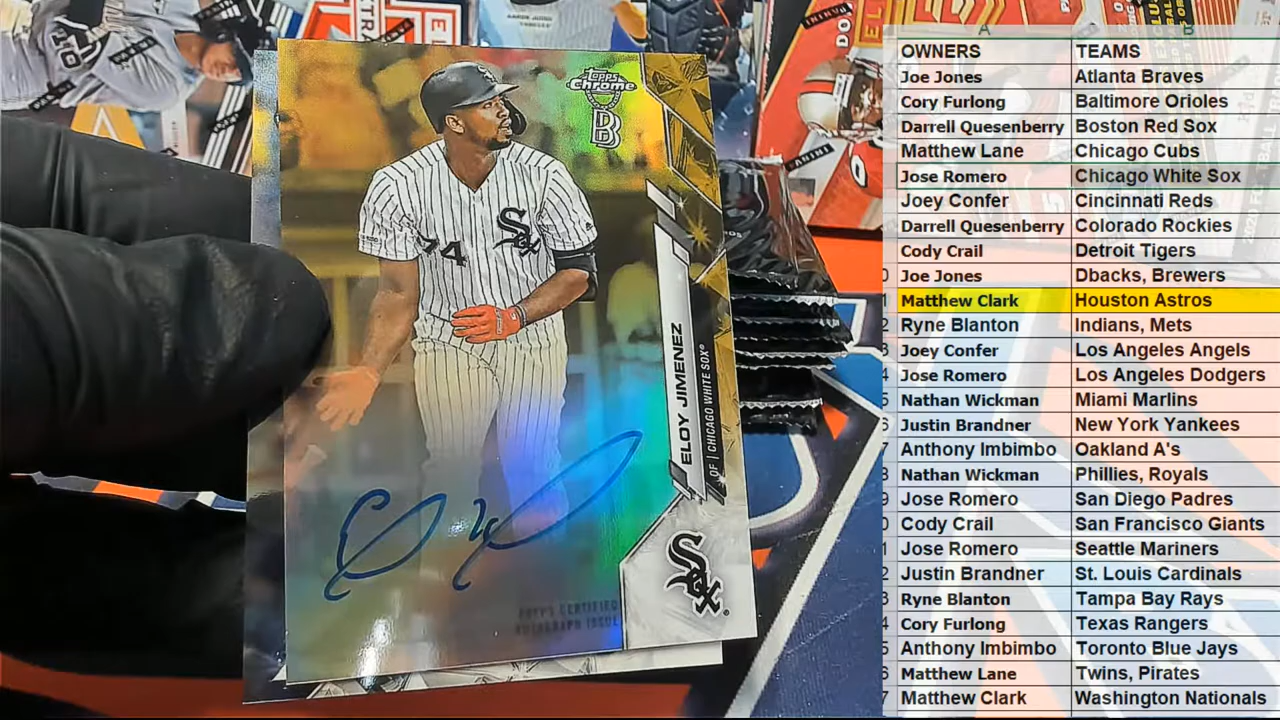 Topps
Chrome
B
Sox
74
ELOY JIMENEZ
OF | CHICAGO WHITE SOX®
Sox
TOPPS CERTIFIED
AUTOGRAPH ISSUE
PANINI
A
B
OWNERS TEAMS
Joe Jones Atlanta Braves
Cory Furlong Baltimore Orioles
Darrell Quesenberry Boston Red Sox
Matthew Lane Chicago Cubs
Jose Romero Chicago White Sox
Joey Confer Cincinnati Reds
Darrell Quesenberry Colorado Rockies
Cody Crail Detroit Tigers
Joe Jones Dbacks, Brewers
Matthew Clark Houston Astros
Ryne Blanton Indians, Mets
Joey Confer Los Angeles Angels
Jose Romero Los Angeles Dodgers
Nathan Wickman Miami Marlins
Justin Brandner New York Yankees
Anthony Imbimbo Oakland A's
Nathan Wickman Phillies, Royals
Jose Romero San Diego Padres
Cody Crail San Francisco Giants
Jose Romero Seattle Mariners
Justin Brandner St. Louis Cardinals
Ryne Blanton Tampa Bay Rays
Cory Furlong Texas Rangers
Anthony Imbimbo Toronto Blue Jays
Matthew Lane Twins, Pirates
Matthew Clark Washington Nationals